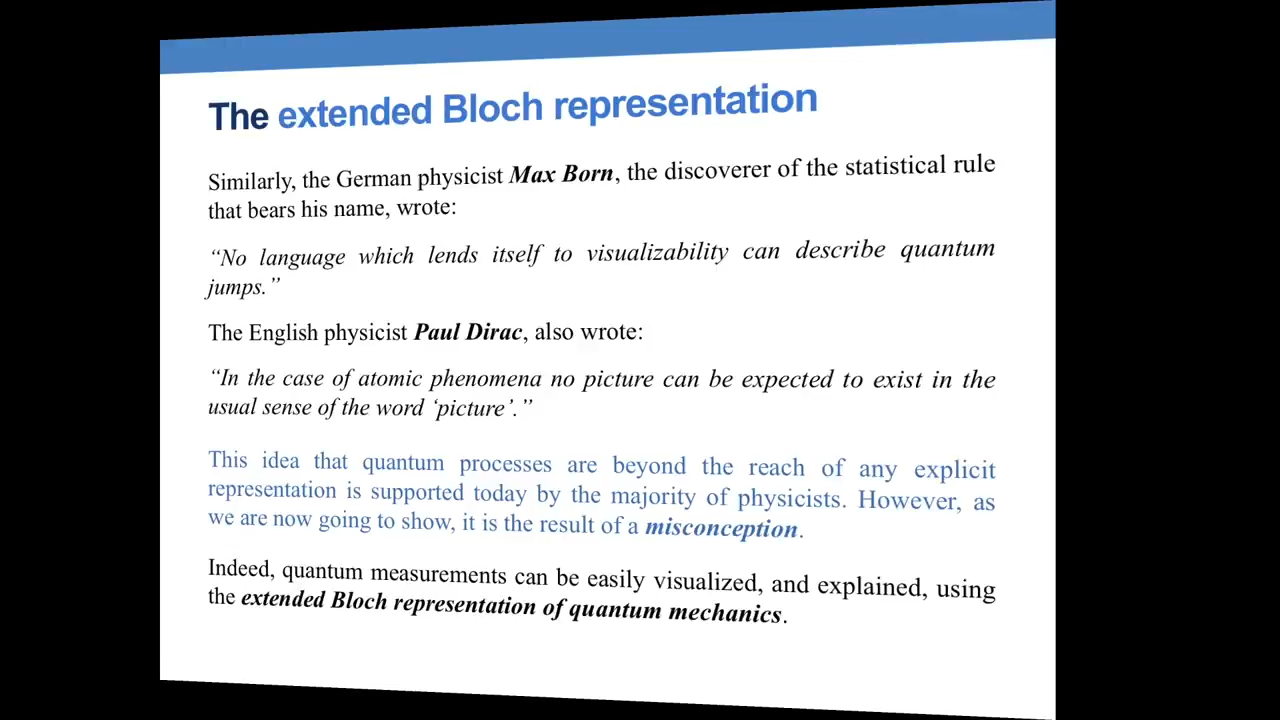 The extended Bloch representation
Similarly, the German physicist Max Born, the discoverer of the statistical rule
that bears his name, wrote:
“No language which lends itself to visualizability can describe quantum
jumps.”
The English physicist Paul Dirac, also wrote:
“In the case of atomic phenomena no picture can be expected to exist in the
usual sense of the word ‘picture’.”
This idea that quantum processes are beyond the reach of any explicit
representation is supported today by the majority of physicists. However, as
we are now going to show, it is the result of a misconception.
Indeed, quantum measurements can be easily visualized, and explained, using
the extended Bloch representation of quantum mechanics.